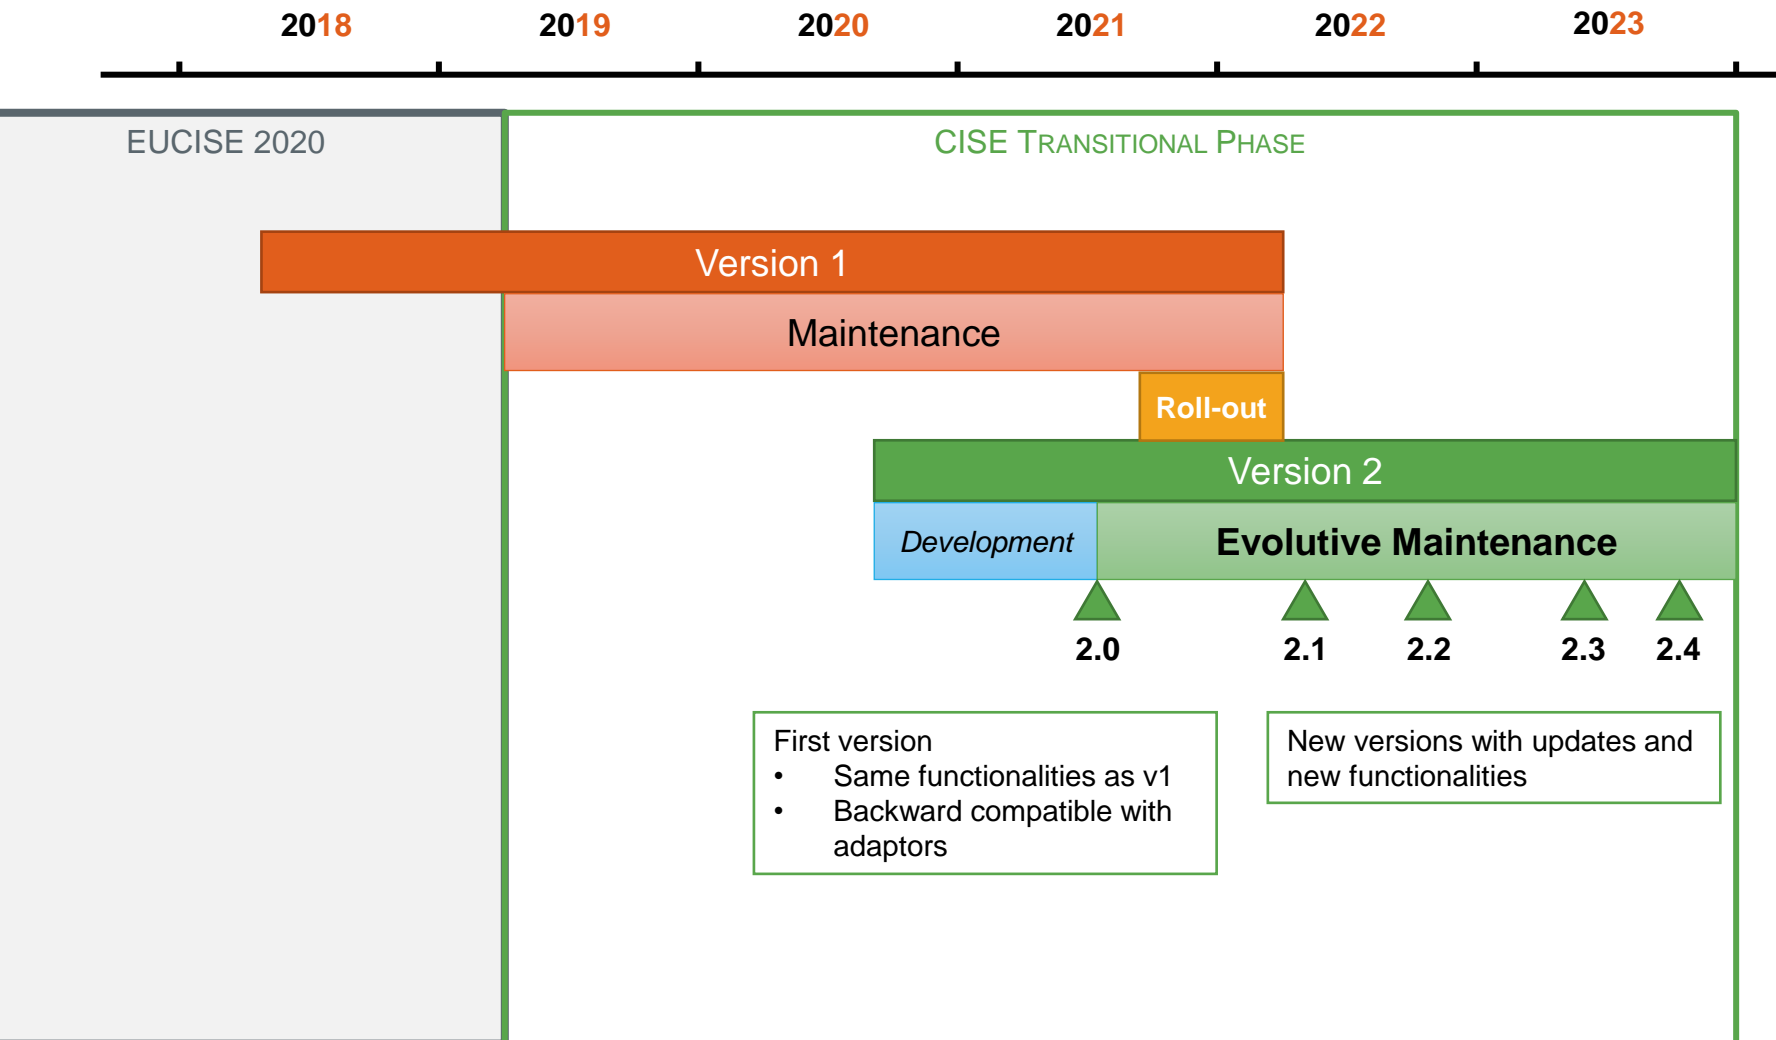 2018 2019 2020 2021 2022 2023
EUCISE 2020
CISE TRANSITIONAL PHASE
Version 1
Maintenance
Roll-out
Version 2
Development
Evolutive Maintenance
2.0 2.1 2.2 2.3 2.4
First version
• Same functionalities as v1
• Backward compatible with
adaptors
New versions with updates and
new functionalities